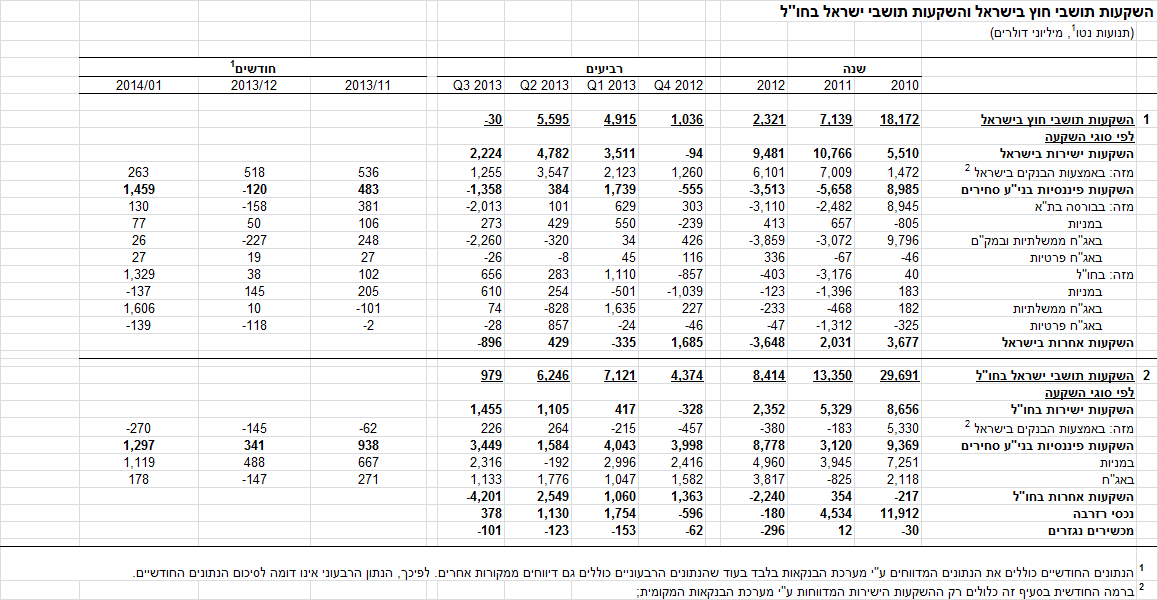 השקעות תושבי חוץ בישראל והשקעות תושבי ישראל בחו"ל
(תנועות נטו¹, מיליוני דולרים)
שנה רביעים חודשים¹
2010 2011 2012 Q4 2012 Q1 2013 Q2 2013 Q3 2013 2013/11 2013/12 2014/01
1 השקעות תושבי חוץ בישראל 18,172 7,139 2,321 1,036 4,915 5,595 -30
לפי סוגי השקעה
השקעות ישירות בישראל 5,510 10,766 9,481 -94 3,511 4,782 2,224
מזה: באמצעות הבנקים בישראל ² 1,472 7,009 6,101 1,260 2,123 3,547 1,255 536 518 263
השקעות פיננסיות בני"ע סחירים 8,985 -5,658 -3,513 -555 1,739 384 -1,358 483 -120 1,459
מזה: בבורסה בת"א 8,945 -2,482 -3,110 303 629 101 -2,013 381 -158 130
במניות -805 657 413 -239 550 429 273 106 50 77
באג"ח ממשלתיות ובמק"ם 9,796 -3,072 -3,859 426 34 -320 -2,260 248 -227 26
באג"ח פרטיות -46 -67 336 116 45 -8 -26 27 19 27
מזה: בחו"ל 40 -3,176 -403 -857 1,110 283 656 102 38 1,329
במניות 183 -1,396 -123 -1,039 -501 254 610 205 145 -137
באג"ח ממשלתיות 182 -468 -233 227 1,635 -828 74 -101 10 1,606
באג"ח פרטיות -325 -1,312 -47 -46 -24 857 -28 -2 -118 -139
השקעות אחרות בישראל 3,677 2,031 -3,648 1,685 -335 429 -896
2 השקעות תושבי ישראל בחו"ל 29,691 13,350 8,414 4,374 7,121 6,246 979
לפי סוגי השקעה
השקעות ישירות בחו"ל 8,656 5,329 2,352 -328 417 1,105 1,455
מזה: באמצעות הבנקים בישראל ² 5,330 -183 -380 -457 -215 264 226 -62 -145 -270
השקעות פיננסיות בני"ע סחירים 9,369 3,120 8,778 3,998 4,043 1,584 3,449 938 341 1,297
במניות 7,251 3,945 4,960 2,416 2,996 -192 2,316 667 488 1,119
באג"ח 2,118 -825 3,817 1,582 1,047 1,776 1,133 271 -147 178
השקעות אחרות בחו"ל -217 354 -2,240 1,363 1,060 2,549 -4,201
נכסי רזרבה 11,912 4,534 -180 -596 1,754 1,130 378
מכשירים נגזרים -30 12 -296 -62 -153 -123 -101
¹ הנתונים החודשיים כוללים את הנתונים המדווחים ע"י מערכת הבנקאות בלבד בעוד שהנתונים הרבעוניים כוללים גם דיווחים ממקורות אחרים. לפיכך, הנתון הרבעוני אינו דומה לסיכום הנתונים החודשיים.
² ברמה החודשית בסעיף זה כלולים רק ההשקעות הישירות המדווחות ע"י מערכת הבנקאות המקומית;